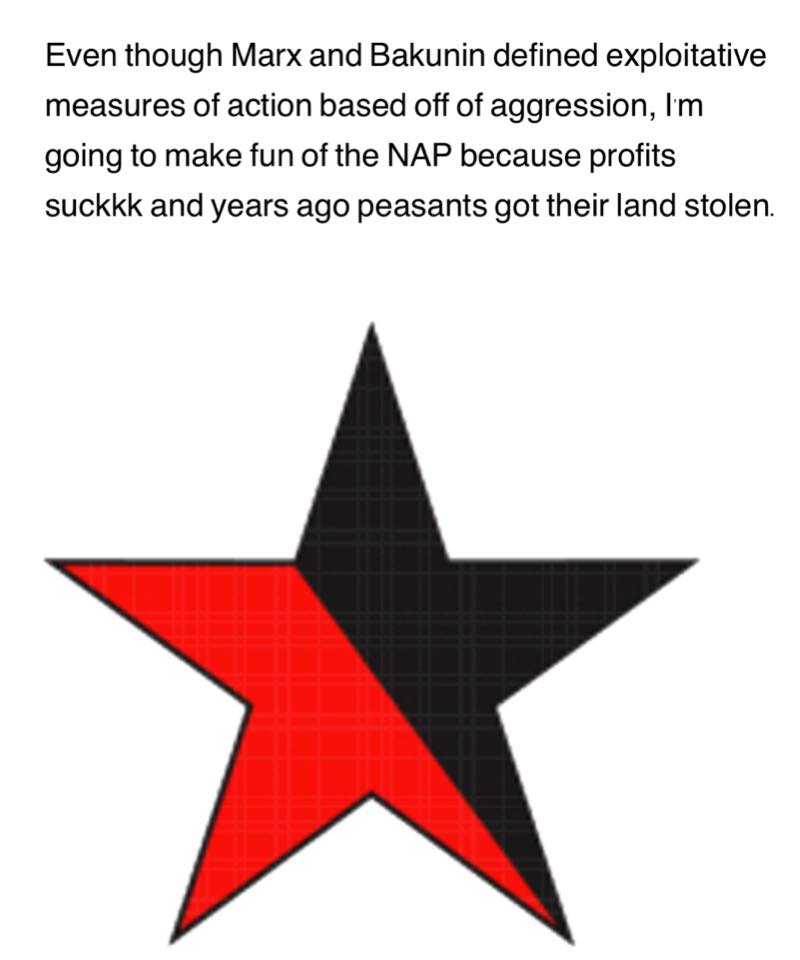 Even though Marx and Bakunin defined exploitative
measures of action based off of aggression, I'm
going to make fun of the NAP because profits
suckkk and years ago peasants got their land stolen.